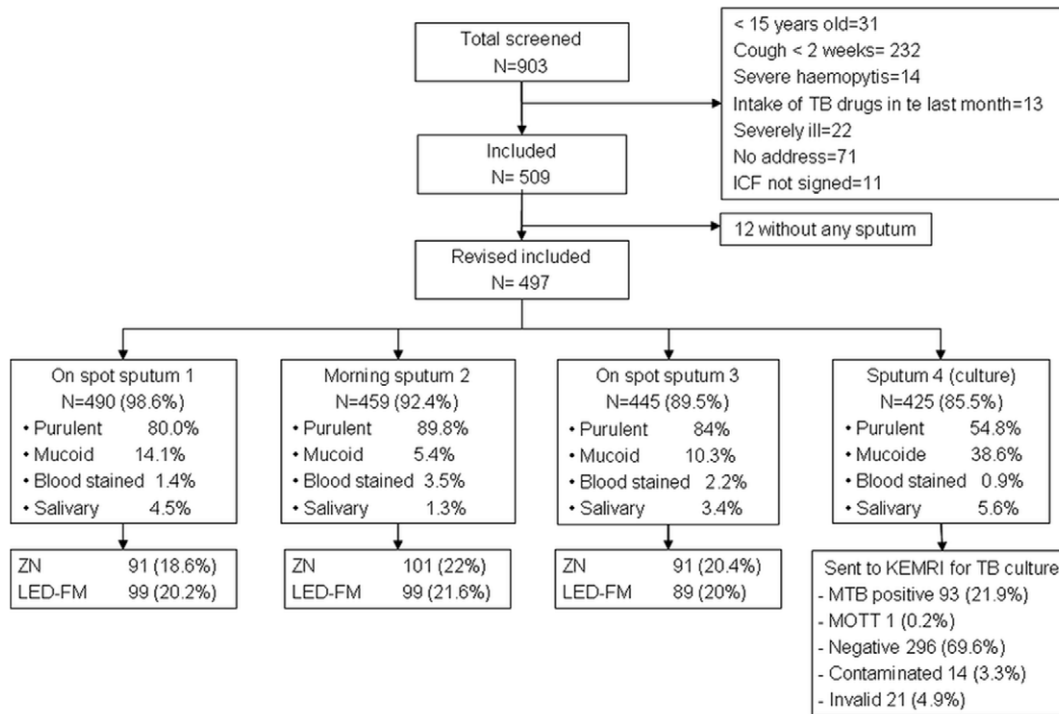 Total screened
N=903
< 15 years old=31
Cough < 2 weeks= 232
Severe haemopytis=14
Intake of TB drugs in te last month=13
Severely ill=22
No address=71
ICF not signed=11
Included
N= 509
12 without any sputum
Revised included
N= 497
On spot sputum 1
N=490 (98.6%)
• Purulent 80.0%
• Mucoid 14.1%
• Blood stained 1.4%
• Salivary 4.5%
Morning sputum 2
N=459 (92.4%)
• Purulent 89.8%
• Mucoid 5.4%
• Blood stained 3.5%
• Salivary 1.3%
On spot sputum 3
N=445 (89.5%)
• Purulent 84%
• Mucoid 10.3%
• Blood stained 2.2%
• Salivary 3.4%
Sputum 4 (culture)
N=425 (85.5%)
• Purulent 54.8%
• Mucoide 38.6%
• Blood stained 0.9%
• Salivary 5.6%
ZN 91 (18.6%)
LED-FM 99 (20.2%)
ZN 101 (22%)
LED-FM 99 (21.6%)
ZN 91 (20.4%)
LED-FM 89 (20%)
Sent to KEMRI for TB culture
- MTB positive 93 (21.9%)
- MOTT 1 (0.2%)
- Negative 296 (69.6%)
- Contaminated 14 (3.3%)
- Invalid 21 (4.9%)